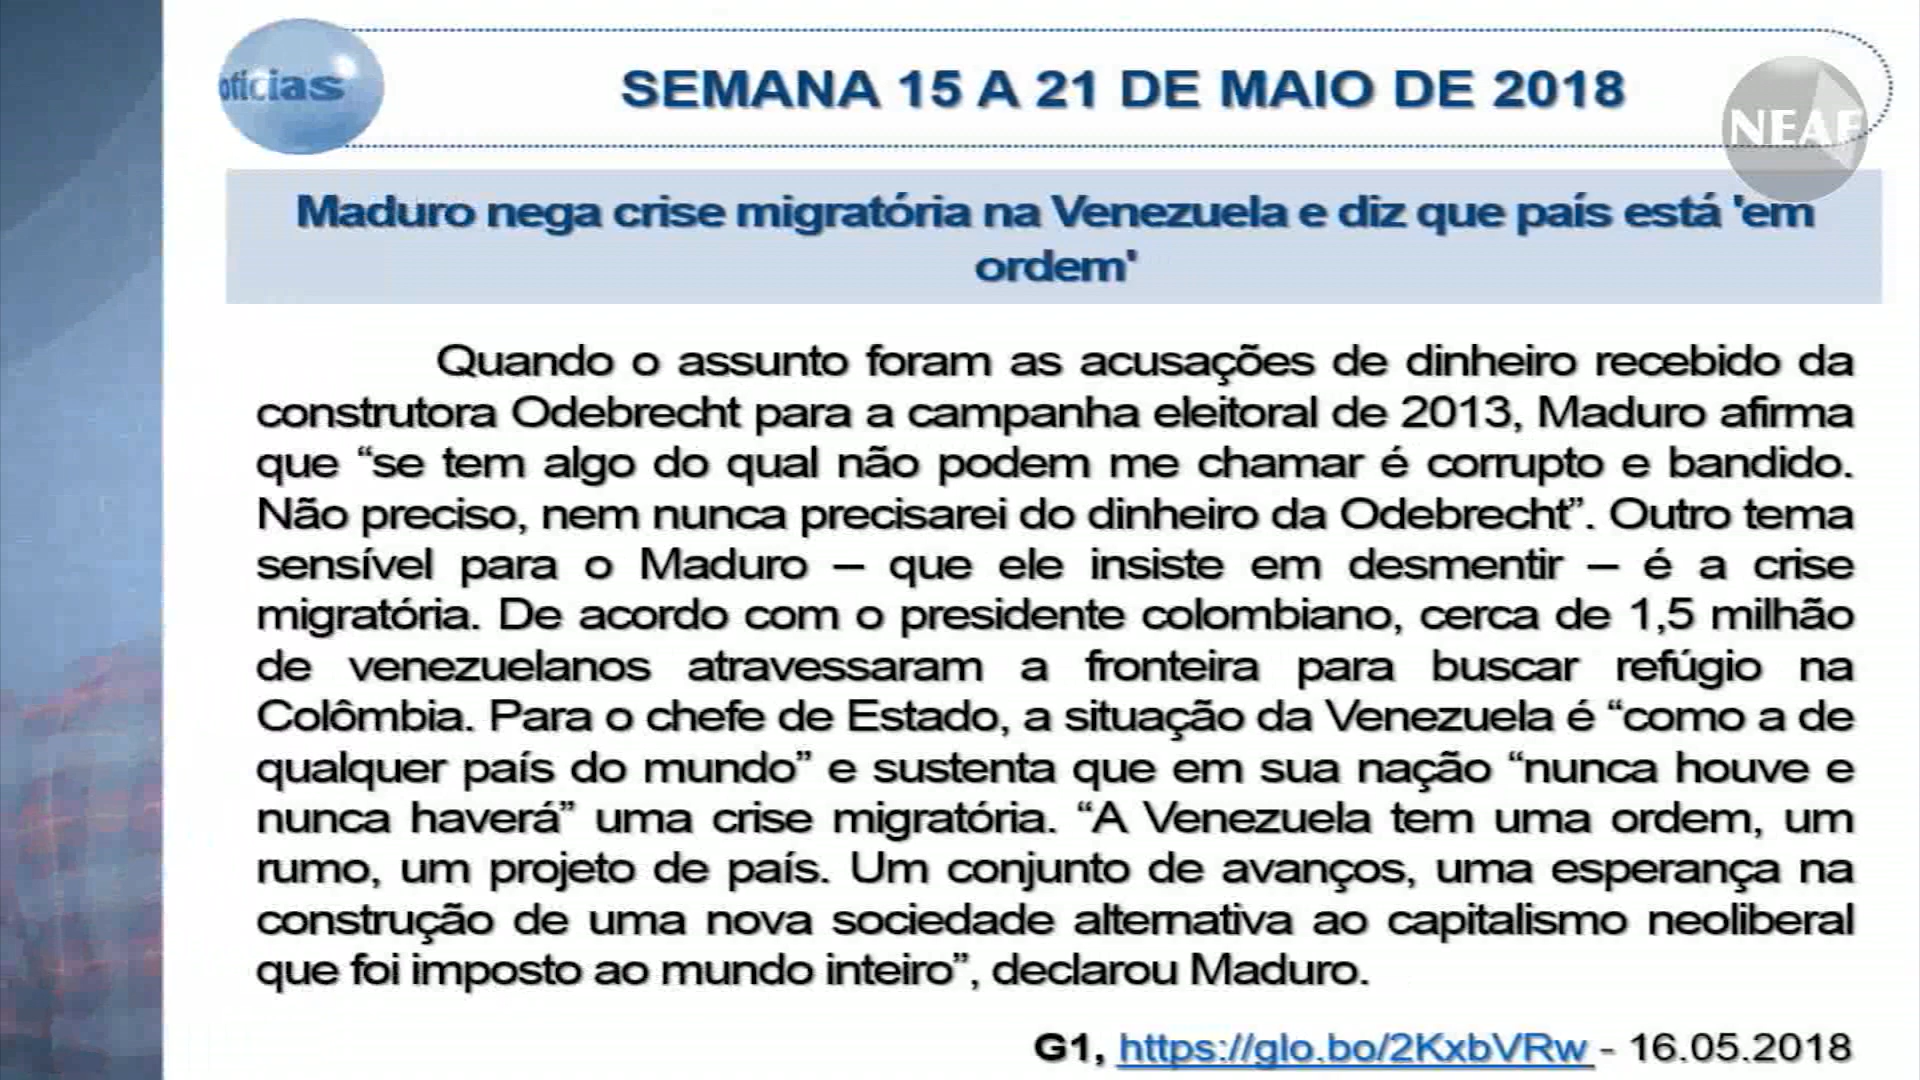 ofícias
SEMANA 15 A 21 DE MAIO DE 2018
NEAF
Maduro nega crise migratória na Venezuela e diz que país está 'em
ordem'
Quando o assunto foram as acusações de dinheiro recebido da
construtora Odebrecht para a campanha eleitoral de 2013, Maduro afirma
que “se tem algo do qual não podem me chamar é corrupto e bandido.
Não preciso, nem nunca precisarei do dinheiro da Odebrecht”. Outro tema
sensível para o Maduro – que ele insiste em desmentir – é a crise
migratória. De acordo com o presidente colombiano, cerca de 1,5 milhão
de venezuelanos atravessaram a fronteira para buscar refúgio na
Colômbia. Para o chefe de Estado, a situação da Venezuela é “como a de
qualquer país do mundo” e sustenta que em sua nação “nunca houve e
nunca haverá” uma crise migratória. “A Venezuela tem uma ordem, um
rumo, um projeto de país. Um conjunto de avanços, uma esperança na
construção de uma nova sociedade alternativa ao capitalismo neoliberal
que foi imposto ao mundo inteiro”, declarou Maduro.
G1, https://glo.bo/2KxbVRw - 16.05.2018